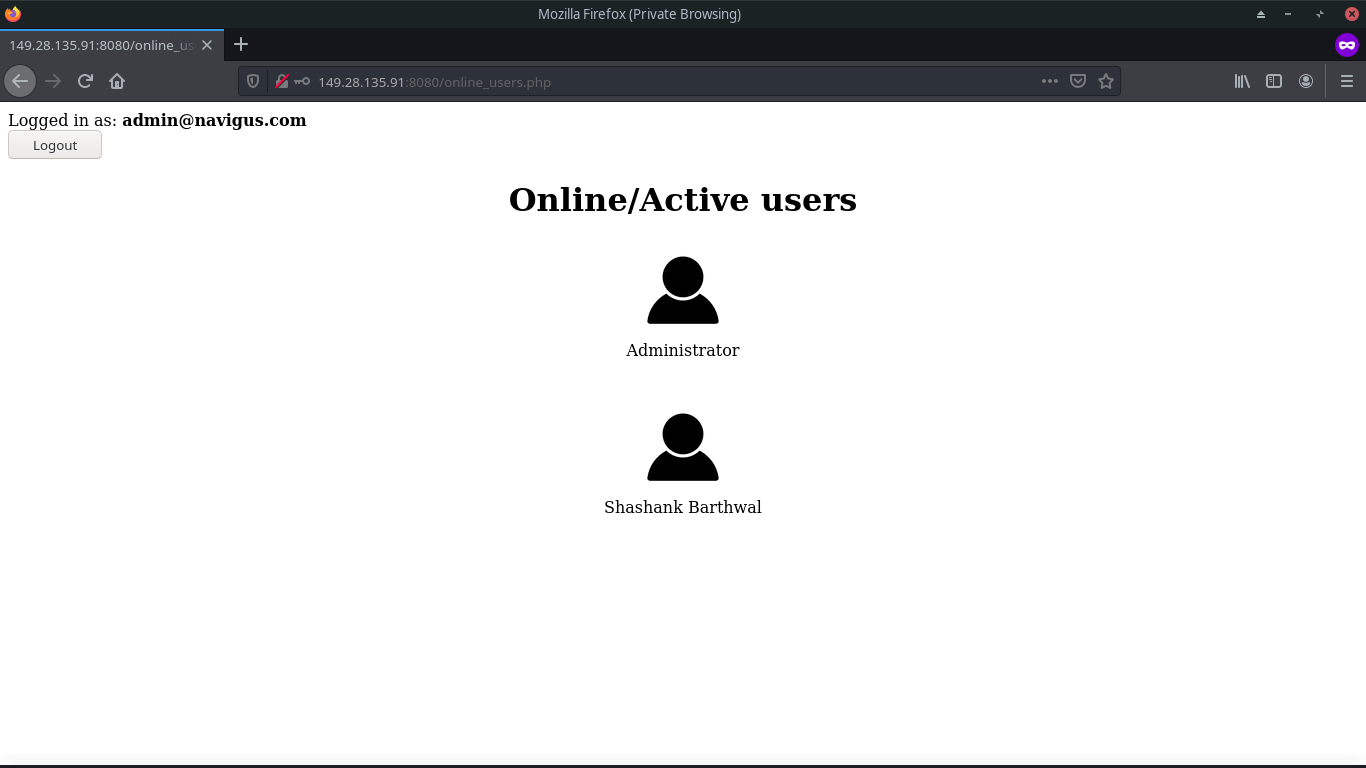 Mozilla Firefox (Private Browsing)
149.28.135.91:8080/online_us
149.28.135.91:8080/online_users.php
Logged in as: admin@navigus.com
Logout
Online/Active users
Administrator
Shashank Barthwal